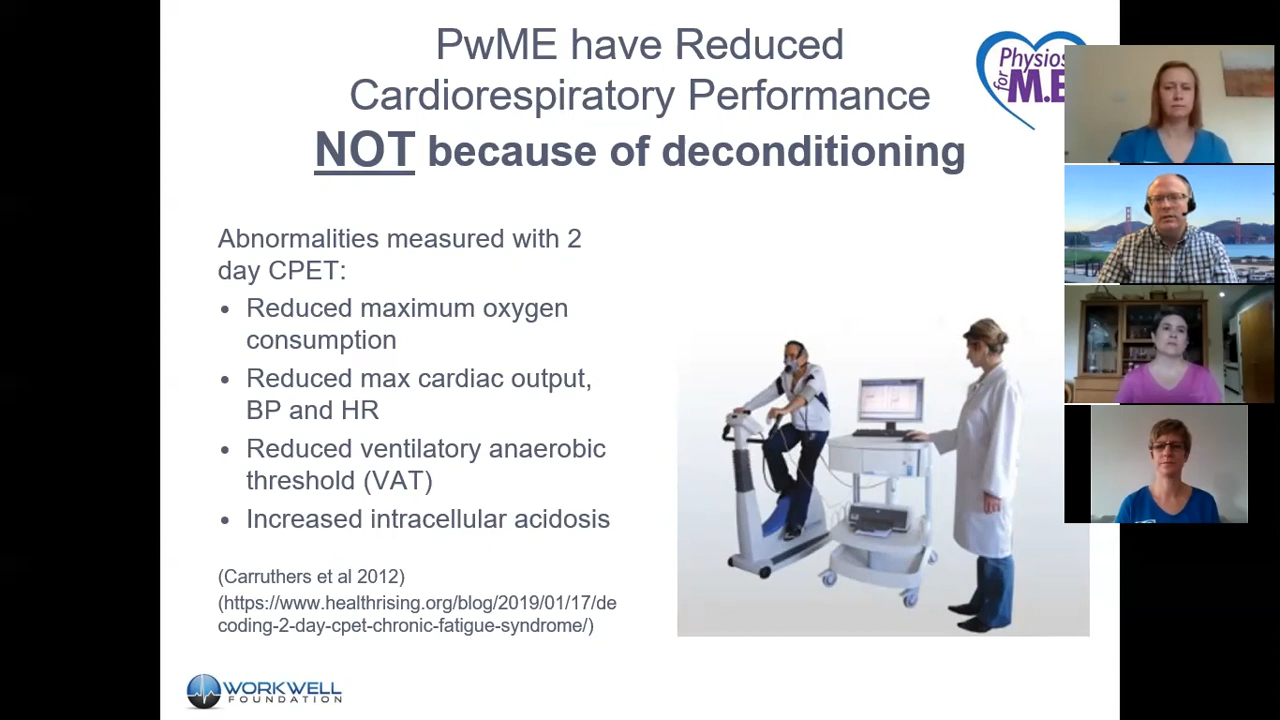 PwME have Reduced
Cardiorespiratory Performance
NOT because of deconditioning
Physios
for
M.E
Abnormalities measured with 2
day CPET:
• Reduced maximum oxygen
consumption
• Reduced max cardiac output,
BP and HR
• Reduced ventilatory anaerobic
threshold (VAT)
• Increased intracellular acidosis
(Carruthers et al 2012)
(https://www.healthrising.org/blog/2019/01/17/de
coding-2-day-cpet-chronic-fatigue-syndrome/)
WORKWELL
FOUNDATION